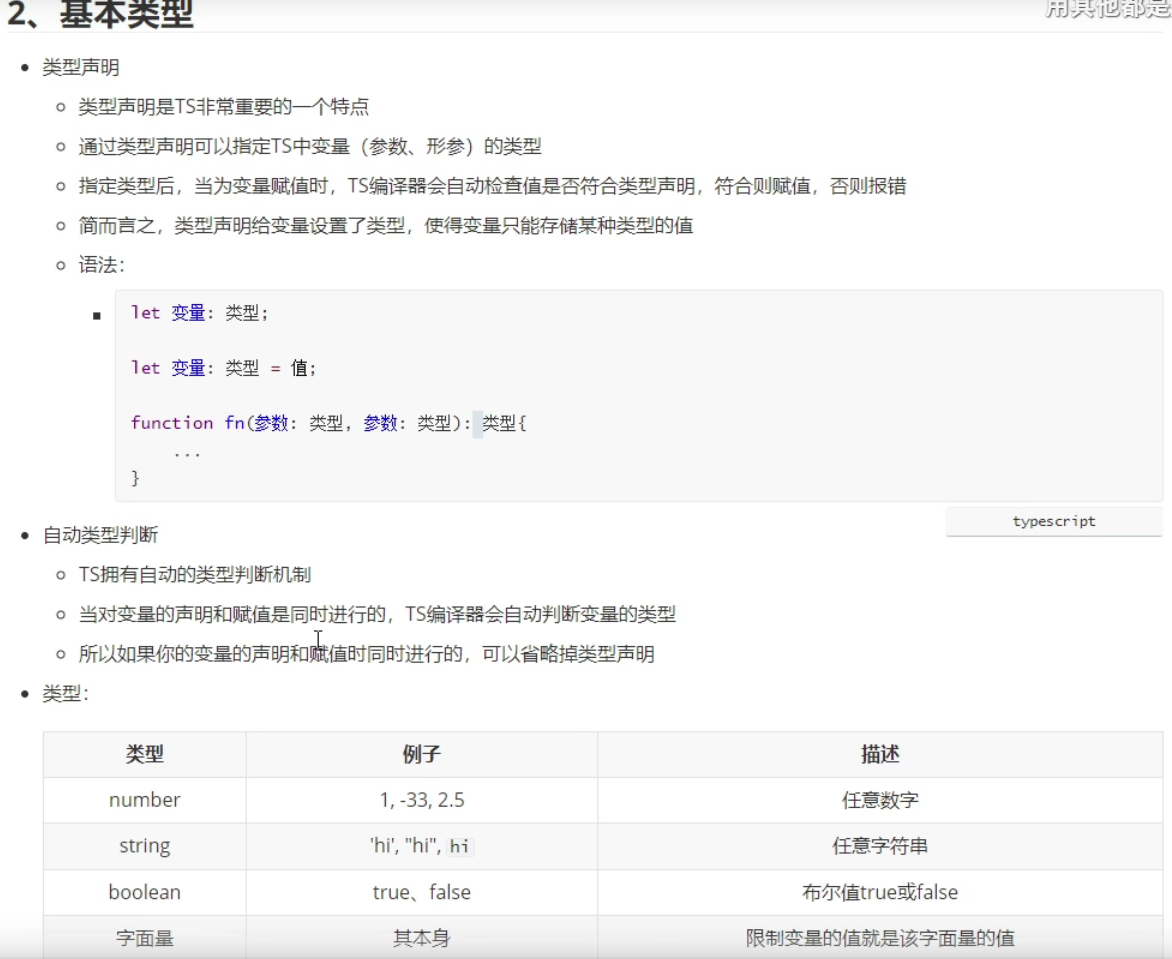 2、基本类型
用其他都是
类型声明
类型声明是TS非常重要的一个特点
通过类型声明可以指定TS中变量（参数、形参）的类型
指定类型后，当为变量赋值时，TS编译器会自动检查值是否符合类型声明，符合则赋值，否则报错
简而言之，类型声明给变量设置了类型，使得变量只能存储某种类型的值
语法：
let 变量: 类型;
let 变量: 类型 = 值;
function fn(参数: 类型, 参数: 类型): 类型{
...
}
typescript
自动类型判断
TS拥有自动的类型判断机制
当对变量的声明和赋值是同时进行的，TS编译器会自动判断变量的类型
所以如果你的变量的声明和赋值时同时进行的，可以省略掉类型声明
类型：
类型 例子 描述
number 1, -33, 2.5 任意数字
string 'hi', "hi", hi 任意字符串
boolean true、false 布尔值true或false
字面量 其本身 限制变量的值就是该字面量的值